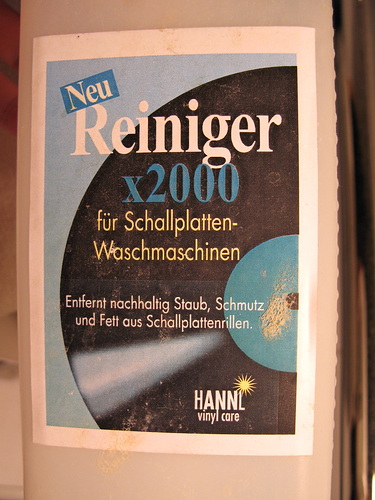 Neu
Reiniger
x2000
für Schallplatten-
Waschmaschinen
Entfernt nachhaltig Staub, Schmutz
und Fett aus Schallplattenrillen.
HANNL
vinyl care